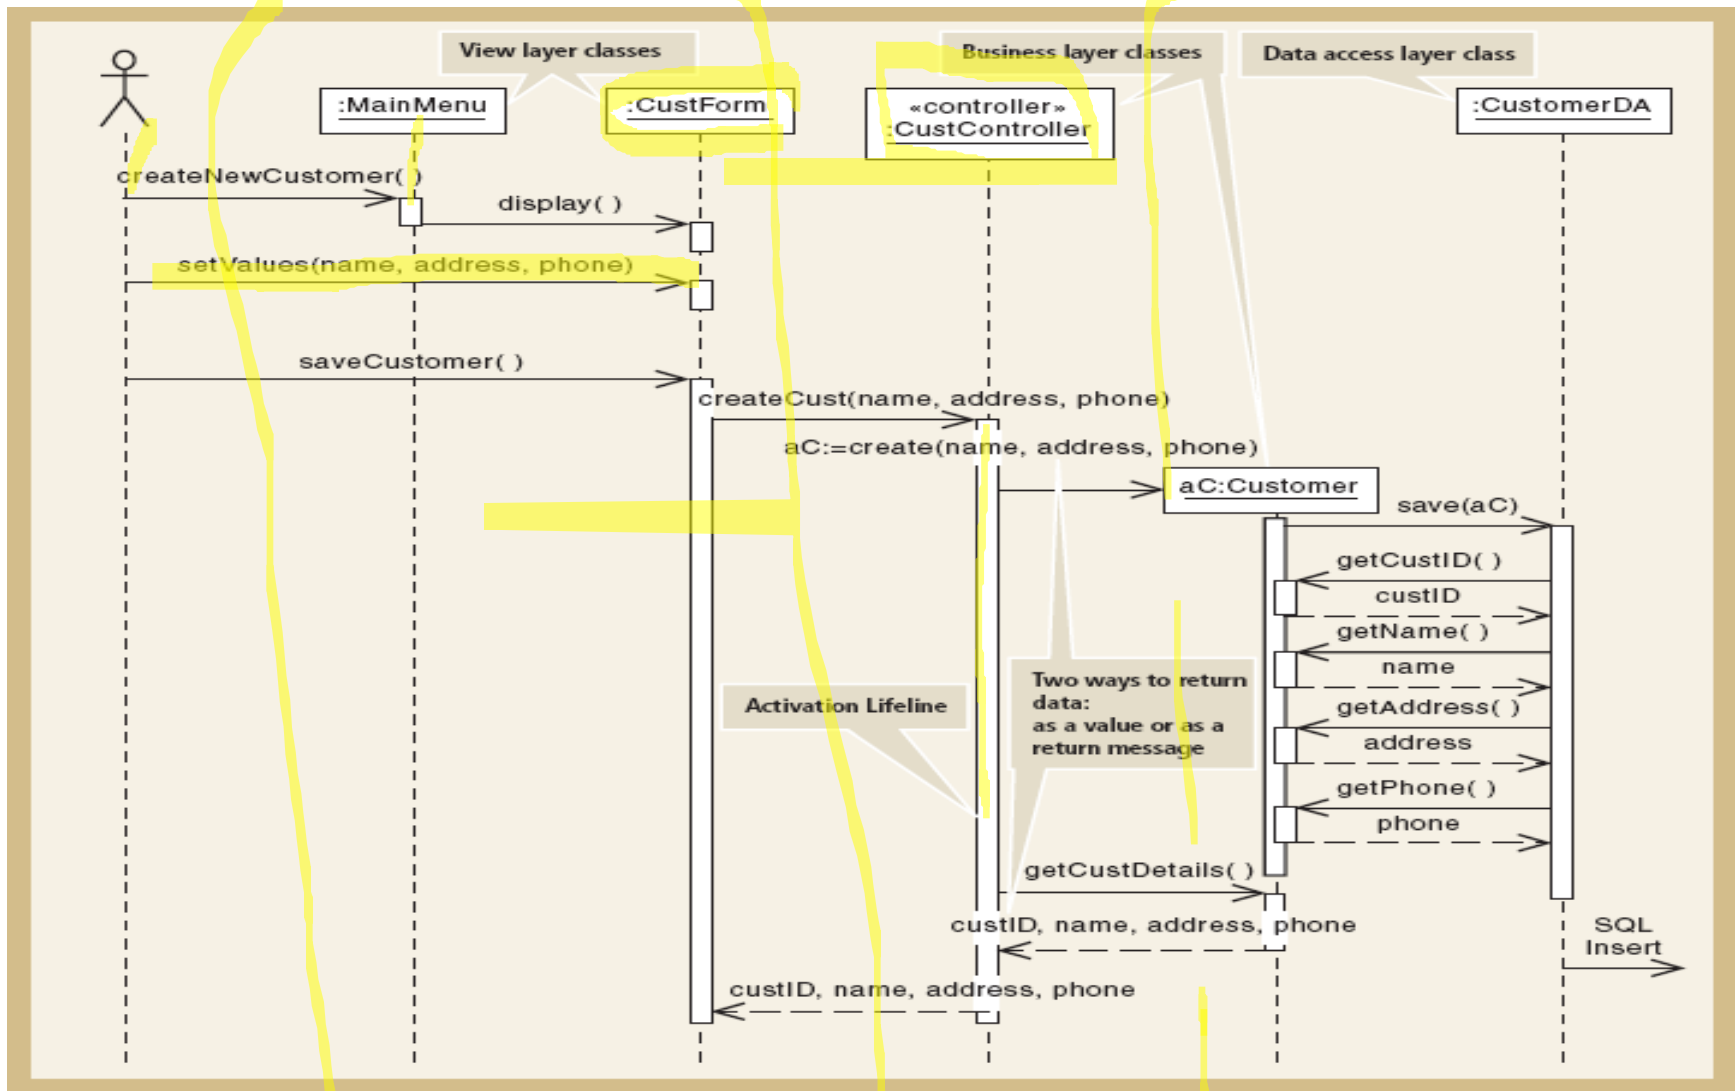 View layer classes
Business layer classes
Data access layer class
:MainMenu
:CustForm
«controller»
:CustController
:CustomerDA
createNewCustomer( )
display( )
setValues(name, address, phone)
saveCustomer( )
createCust(name, address, phone)
aC:=create(name, address, phone)
aC:Customer
save(aC)
getCustID( )
custID
getName( )
name
getAddress( )
address
getPhone( )
phone
Activation Lifeline
Two ways to return
data:
as a value or as a
return message
getCustDetails( )
custID, name, address, phone
SQL
Insert
custID, name, address, phone